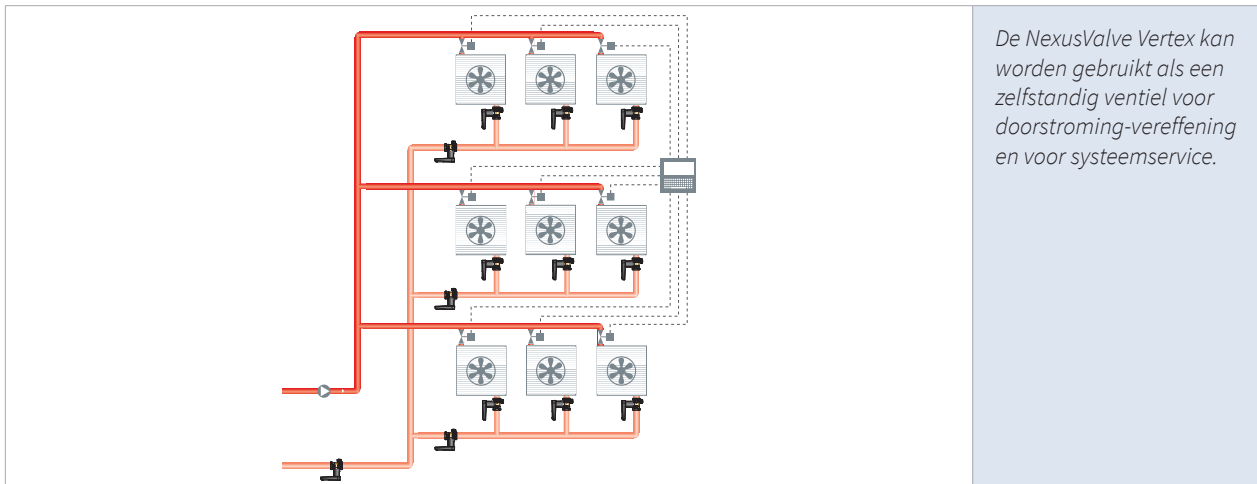 De NexusValve Vertex kan
worden gebruikt als een
zelfstandig ventiel voor
doorstroming-vereffening
en voor systeemservice.